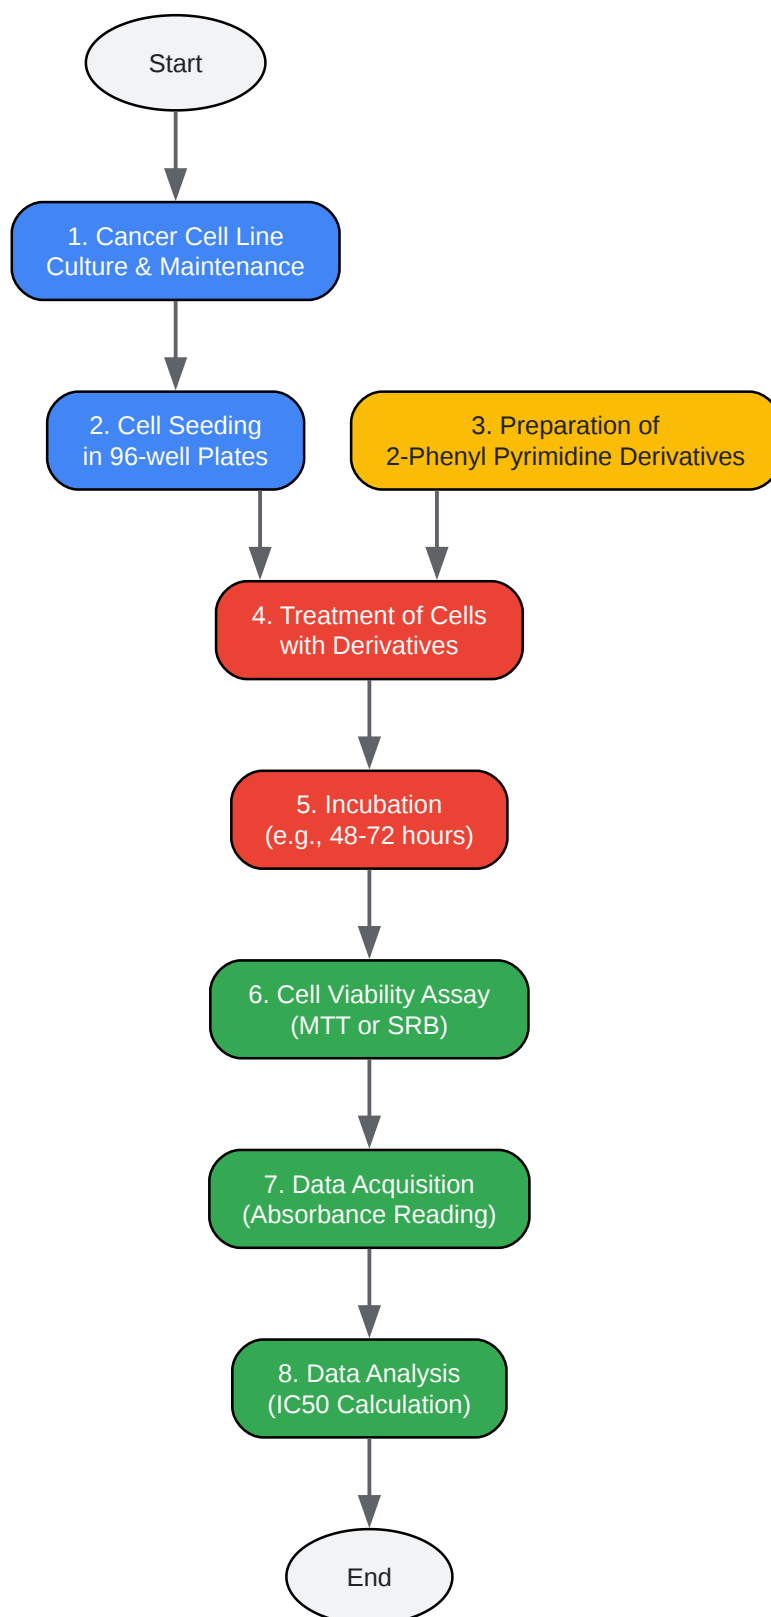 Start
1. Cancer Cell Line
Culture & Maintenance
2. Cell Seeding
in 96-well Plates
3. Preparation of
2-Phenyl Pyrimidine Derivatives
4. Treatment of Cells
with Derivatives
5. Incubation
(e.g., 48-72 hours)
6. Cell Viability Assay
(MTT or SRB)
7. Data Acquisition
(Absorbance Reading)
8. Data Analysis
(IC50 Calculation)
End